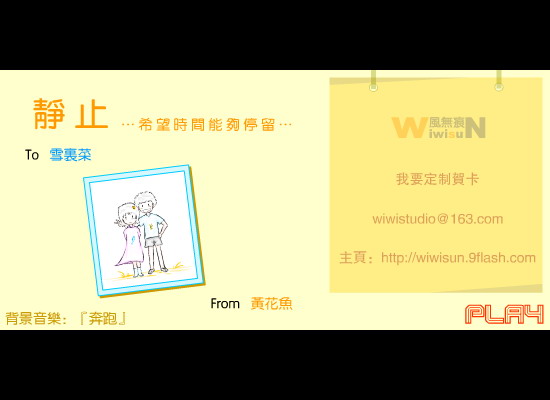 靜止 …希望時間能夠停留…
To 雪裏菜
From 黃花魚
背景音樂：『奔跑』
風無裏
WiwisuN
我要定制賀卡
wiwistudio@163.com
主頁：http://wiwisun.9flash.com
PLAY